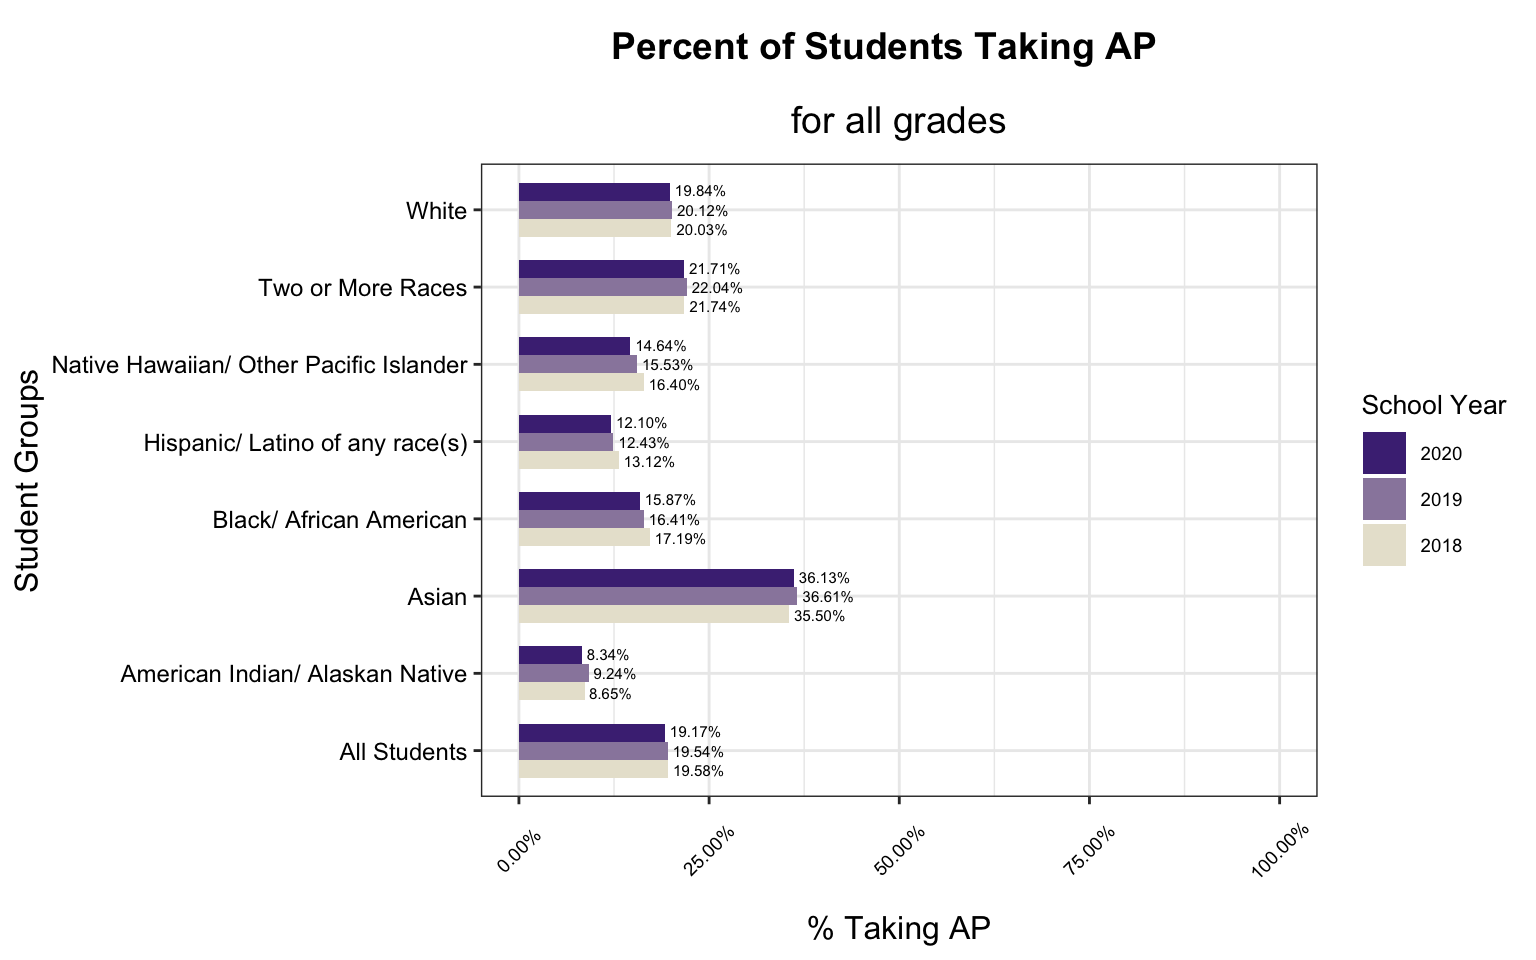 Percent of Students Taking AP
for all grades
Student Groups
White
19.84%
20.12%
20.03%
Two or More Races
21.71%
22.04%
21.74%
Native Hawaiian/ Other Pacific Islander
14.64%
15.53%
16.40%
Hispanic/ Latino of any race(s)
12.10%
12.43%
13.12%
Black/ African American
15.87%
16.41%
17.19%
Asian
36.13%
36.61%
35.50%
American Indian/ Alaskan Native
8.34%
9.24%
8.65%
All Students
19.17%
19.54%
19.58%
0.00%
25.00%
50.00%
75.00%
100.00%
% Taking AP
School Year
2020
2019
2018